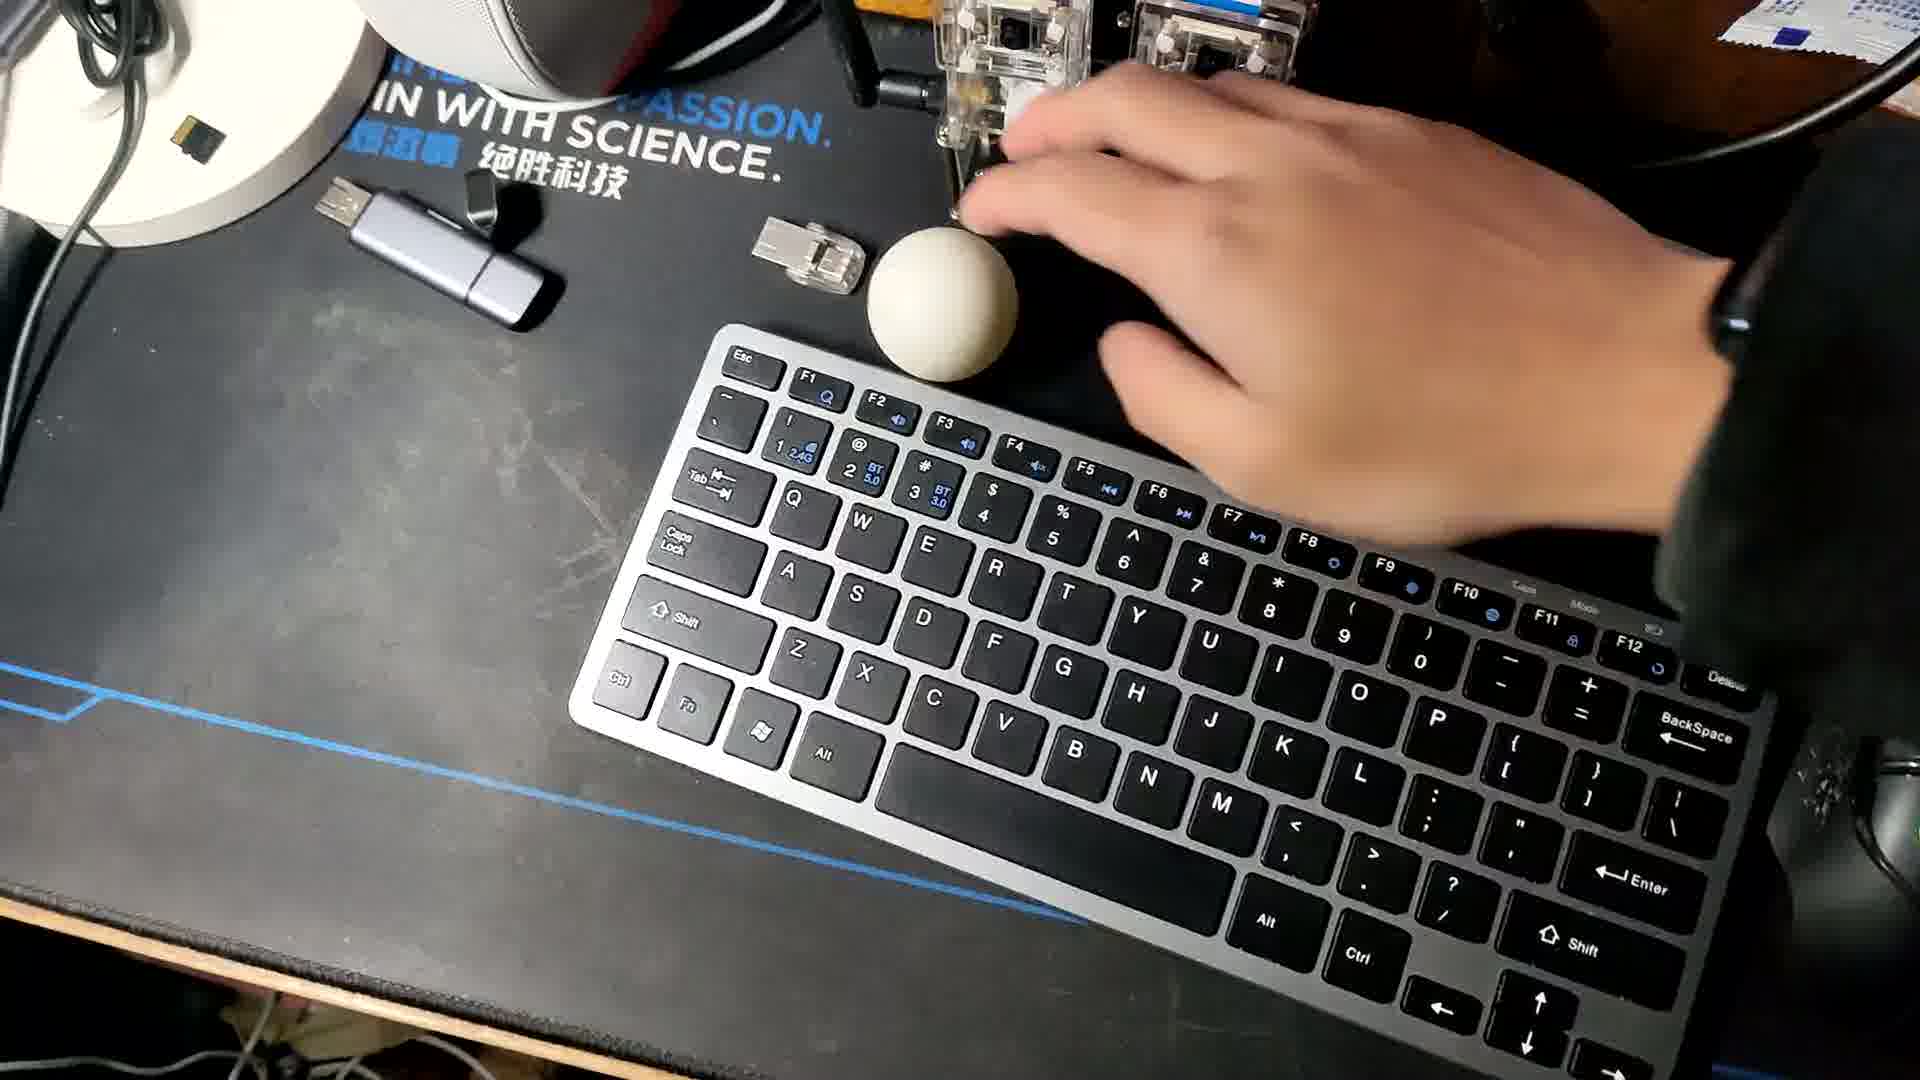 PASSION.
IN WITH SCIENCE.
绝胜科技
Esc F1 F2 F3 F4 F5 F6 F7 F8 F9 F10 F11 F12 Delete
Caps Mode
~ ! @ # $ % ^ & * ( ) — +
` 1 2.4G 2 BT 5.0 3 BT 3.0 4 5 6 7 8 9 0 - = BackSpace
Tab Q W E R T Y U I O P { [ } ] | \
Caps Lock A S D F G H J K L : ; " ' Enter
Shift Z X C V B N M < , > . ? / Shift
Ctrl Fn Alt Alt Ctrl